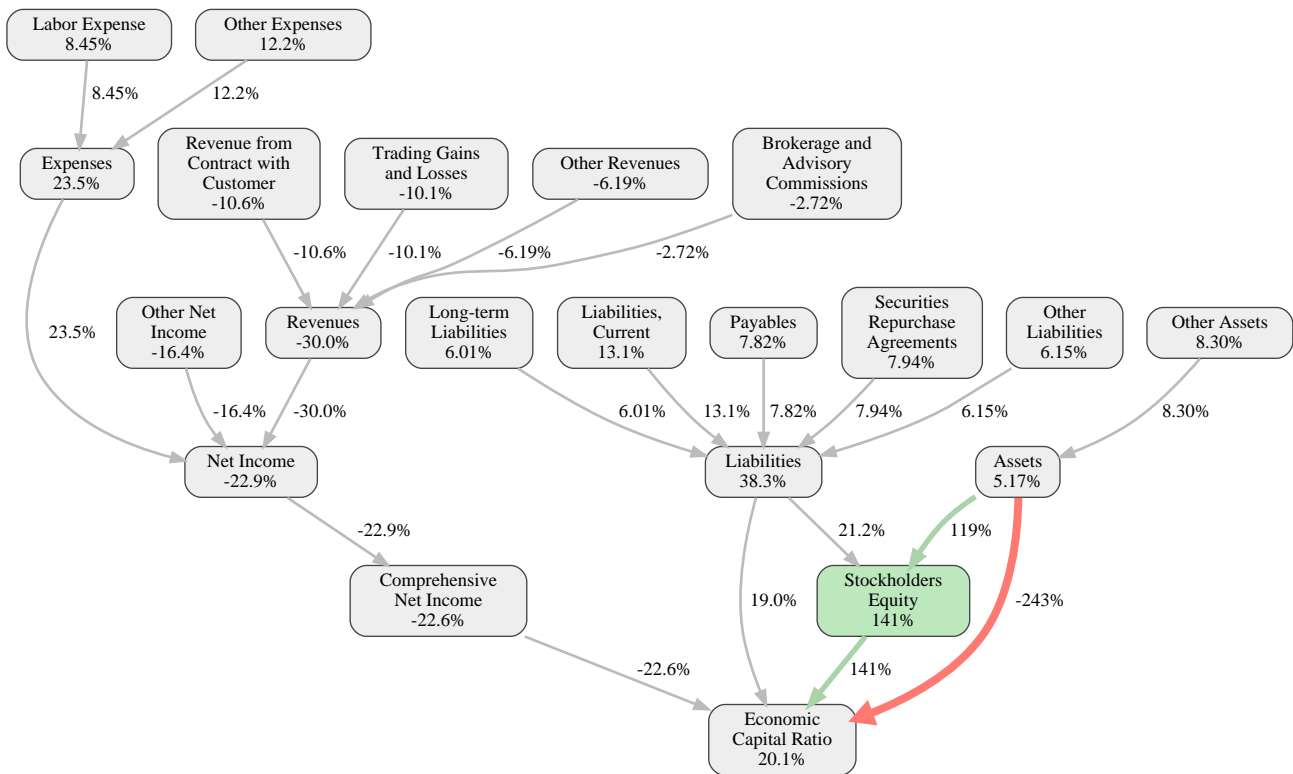 Labor Expense
8.45%
Other Expenses
12.2%
8.45%
12.2%
Expenses
23.5%
Revenue from
Contract with
Customer
-10.6%
Trading Gains
and Losses
-10.1%
Other Revenues
-6.19%
Brokerage and
Advisory
Commissions
-2.72%
-10.6%
-10.1%
-6.19%
-2.72%
23.5%
Other Net
Income
-16.4%
Revenues
-30.0%
Long-term
Liabilities
6.01%
Liabilities,
Current
13.1%
Payables
7.82%
Securities
Repurchase
Agreements
7.94%
Other
Liabilities
6.15%
Other Assets
8.30%
-16.4%
-30.0%
6.01%
13.1%
7.82%
7.94%
6.15%
8.30%
Net Income
-22.9%
Liabilities
38.3%
Assets
5.17%
-22.9%
21.2%
119%
Comprehensive
Net Income
-22.6%
19.0%
Stockholders
Equity
141%
-243%
-22.6%
141%
Economic
Capital Ratio
20.1%